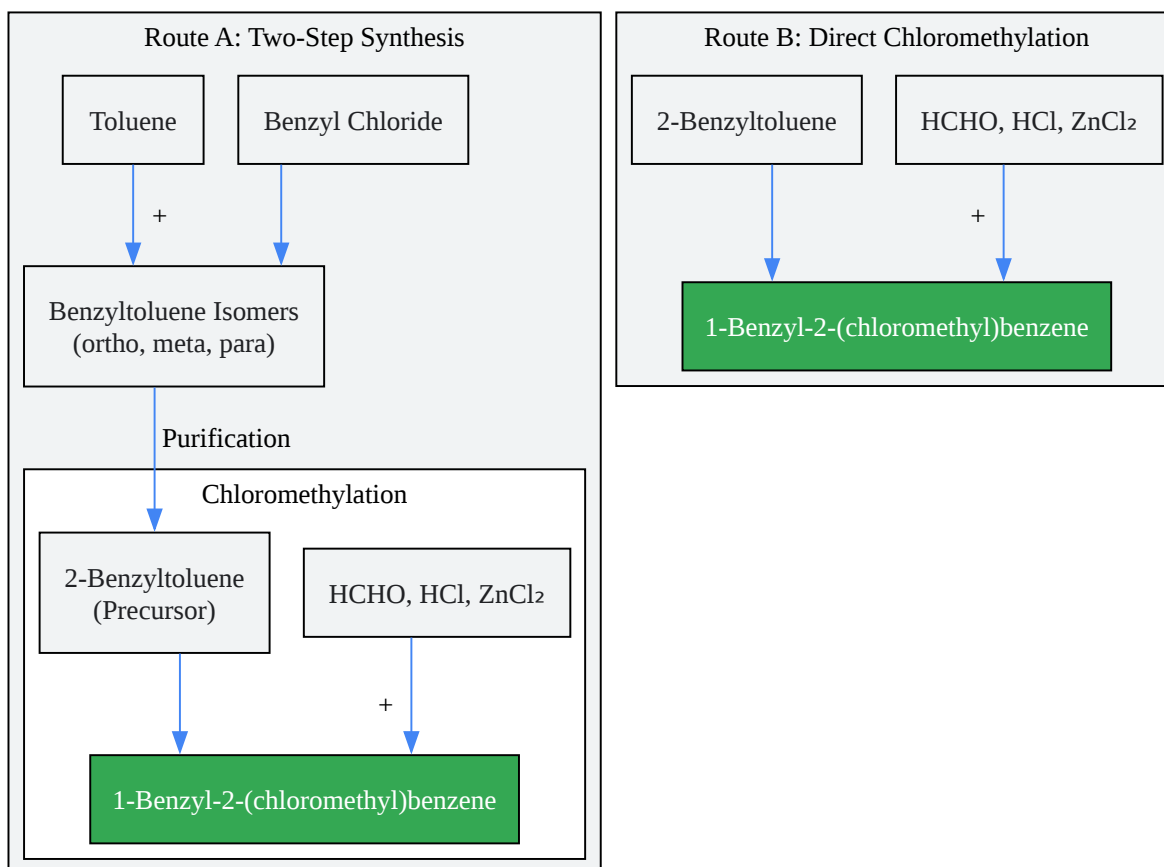 Route A: Two-Step Synthesis
Toluene
Benzyl Chloride
+
Benzyltoluene Isomers
(ortho, meta, para)
Purification
Chloromethylation
2-Benzyltoluene
(Precursor)
HCHO, HCl, ZnCl₂
+
1-Benzyl-2-(chloromethyl)benzene
Route B: Direct Chloromethylation
2-Benzyltoluene
HCHO, HCl, ZnCl₂
+
1-Benzyl-2-(chloromethyl)benzene